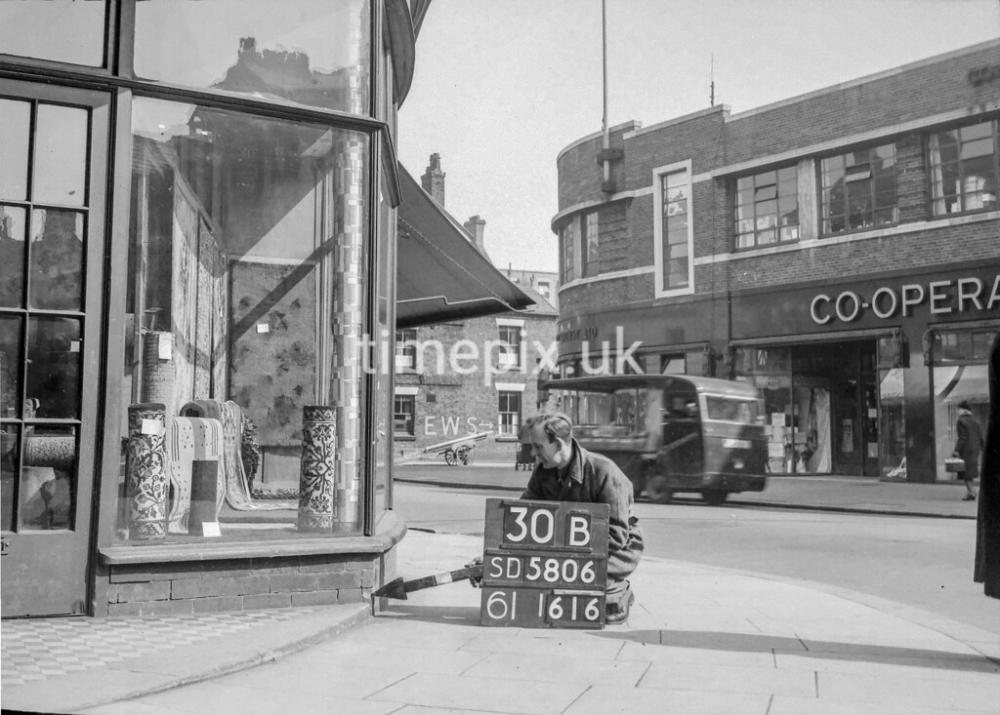 CO-OPERA
timepix.uk
EWS
30 B
SD 5806
61 1616